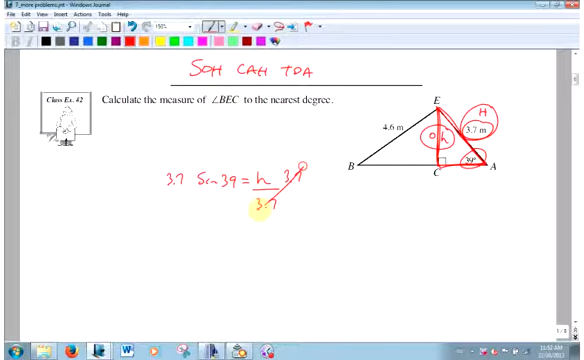 7_more problems.jnt - Windows Journal
File Edit View Insert Actions Tools Help
150%
SOH CAH TOA
Class Ex. 42
Calculate the measure of ∠BEC to the nearest degree.
E
H
4.6 m
O h
3.7 m
39°
B
C
A
3.7 Sin 39 = h 3.7
3.7
1 / 8
11:52 AM